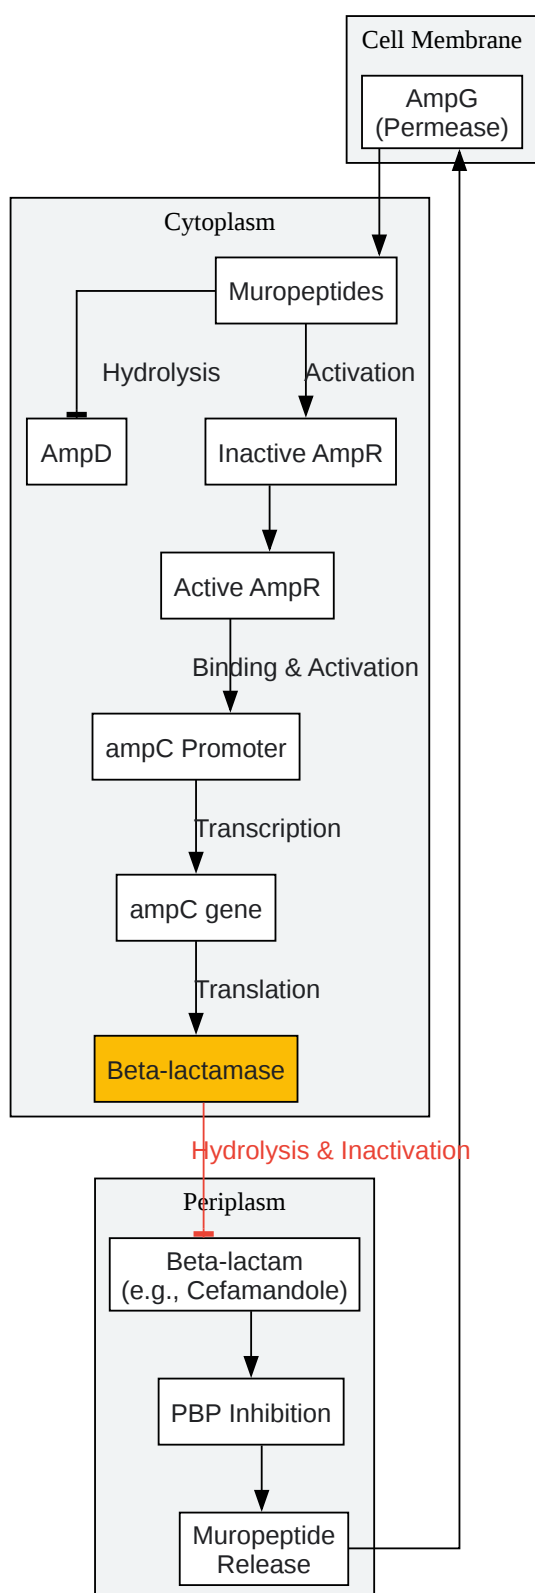 Cell Membrane
AmpG
(Permease)
Cytoplasm
Muropeptides
Hydrolysis
Activation
AmpD
Inactive AmpR
Active AmpR
Binding & Activation
ampC Promoter
Transcription
ampC gene
Translation
Beta-lactamase
Hydrolysis & Inactivation
Periplasm
Beta-lactam
(e.g., Cefamandole)
PBP Inhibition
Muropeptide
Release